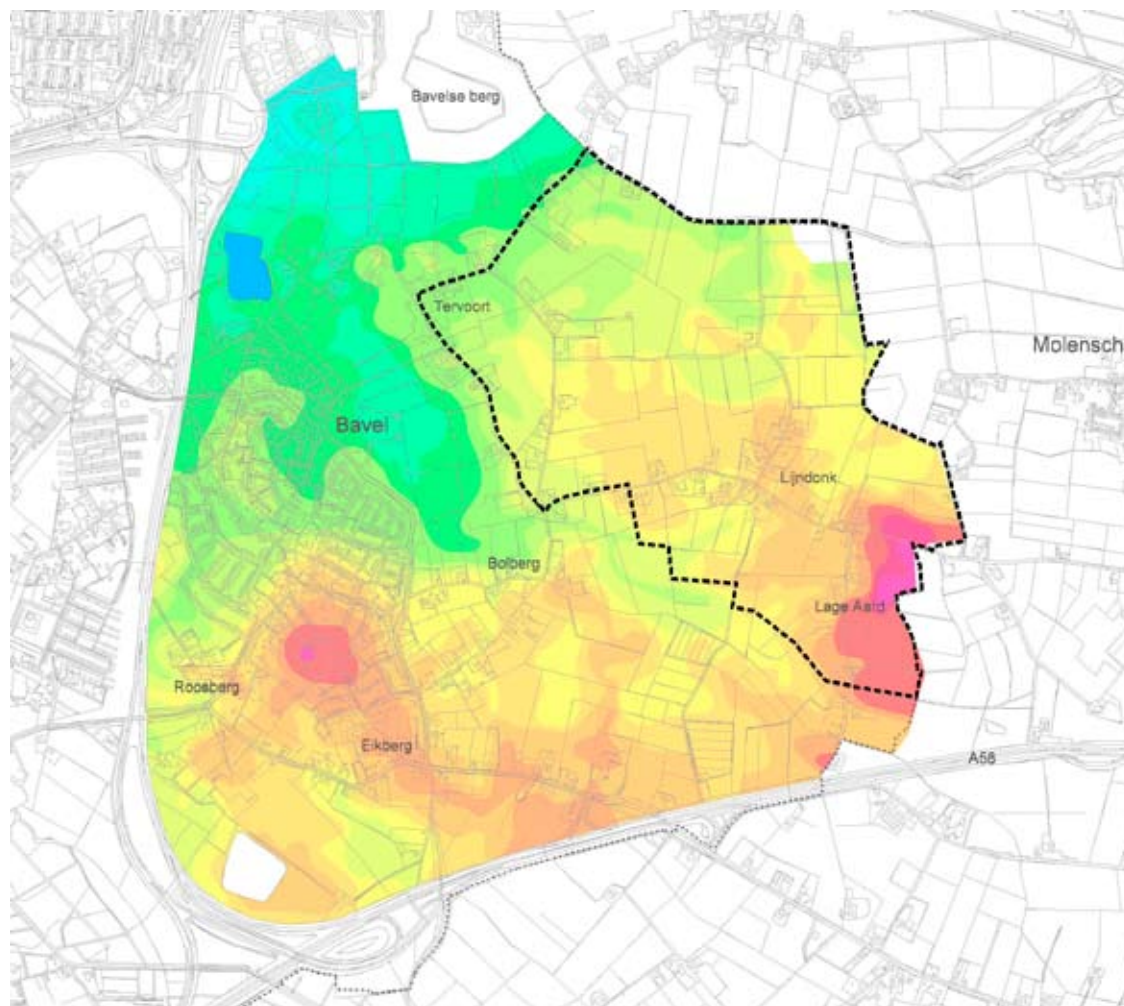 Bavelse berg
Tervoort
Molensch
Bavel
Lijndonk
Bolberg
Lage Aard
Roosberg
Eikberg
A58